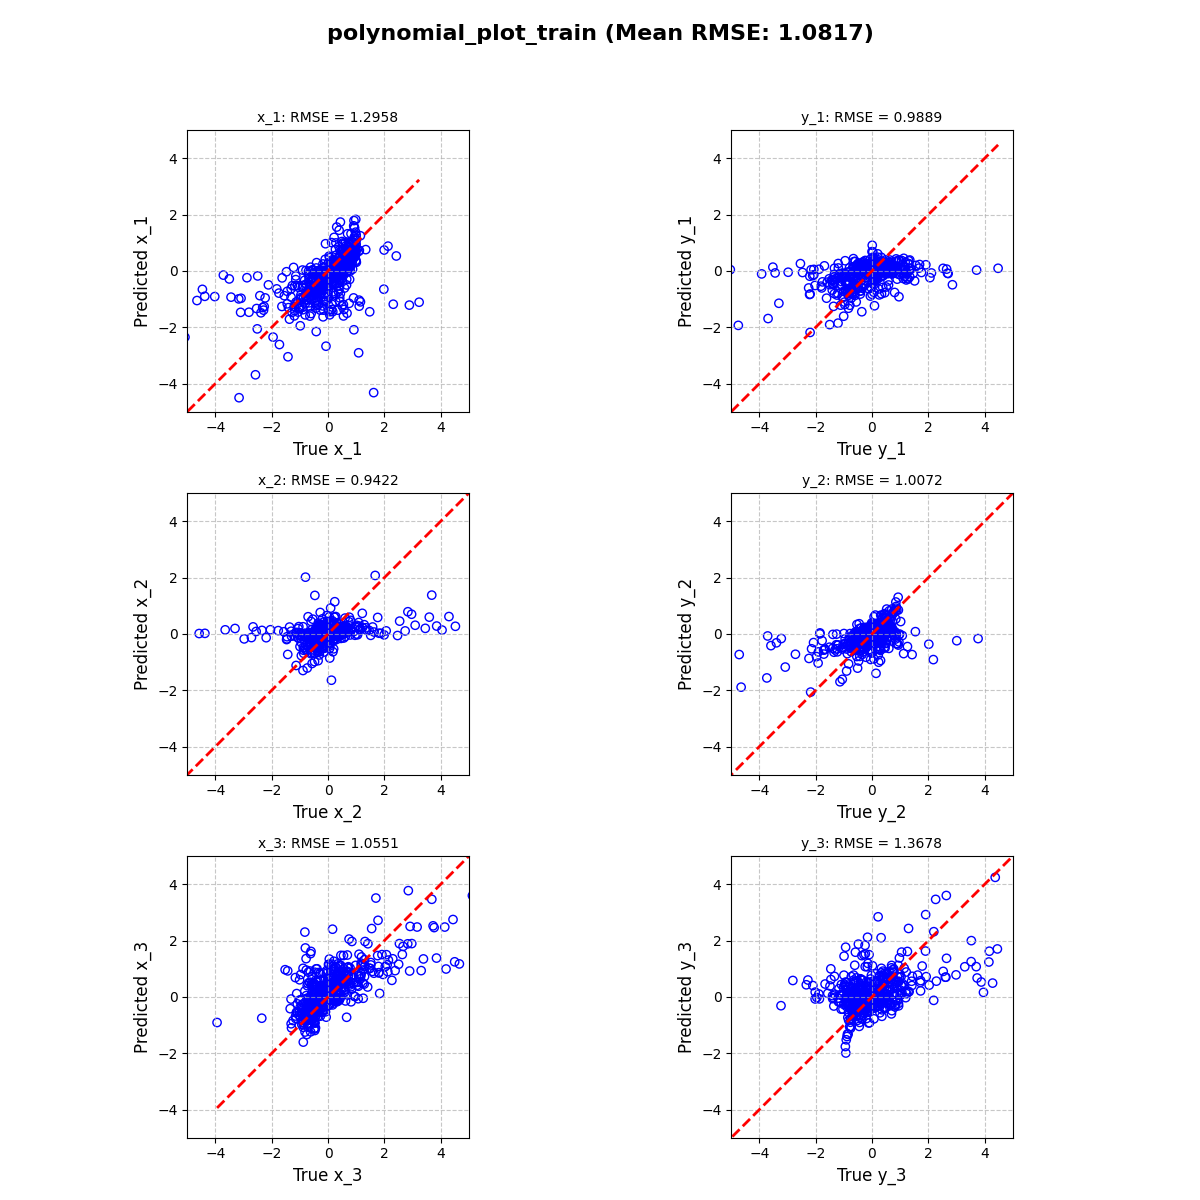 polynomial_plot_train (Mean RMSE: 1.0817)
x_1: RMSE = 1.2958
Predicted x_1
4
2
0
−2
−4
−4 −2 0 2 4
True x_1
y_1: RMSE = 0.9889
Predicted y_1
4
2
0
−2
−4
−4 −2 0 2 4
True y_1
x_2: RMSE = 0.9422
Predicted x_2
4
2
0
−2
−4
−4 −2 0 2 4
True x_2
y_2: RMSE = 1.0072
Predicted y_2
4
2
0
−2
−4
−4 −2 0 2 4
True y_2
x_3: RMSE = 1.0551
Predicted x_3
4
2
0
−2
−4
−4 −2 0 2 4
True x_3
y_3: RMSE = 1.3678
Predicted y_3
4
2
0
−2
−4
−4 −2 0 2 4
True y_3